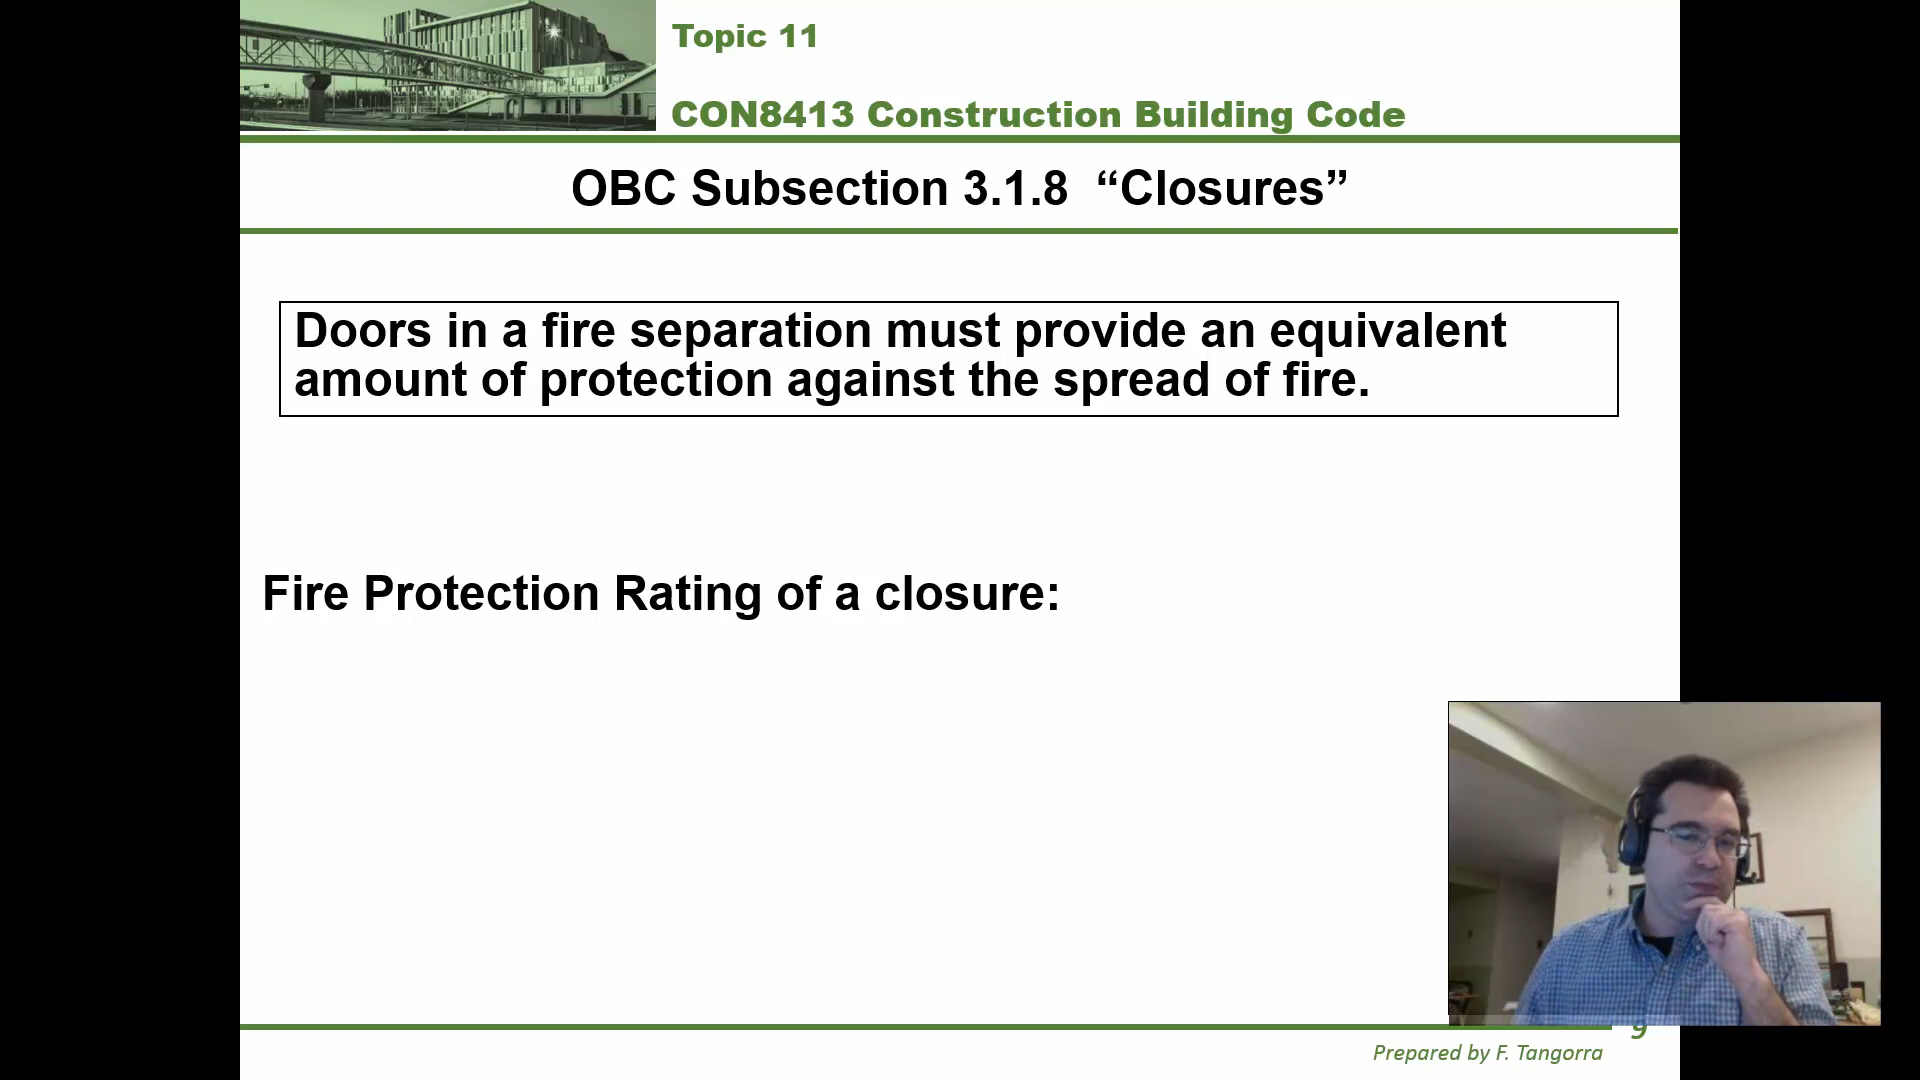 Topic 11
CON8413 Construction Building Code
OBC Subsection 3.1.8 “Closures”
Doors in a fire separation must provide an equivalent
amount of protection against the spread of fire.
Fire Protection Rating of a closure:
9
Prepared by F. Tangorra